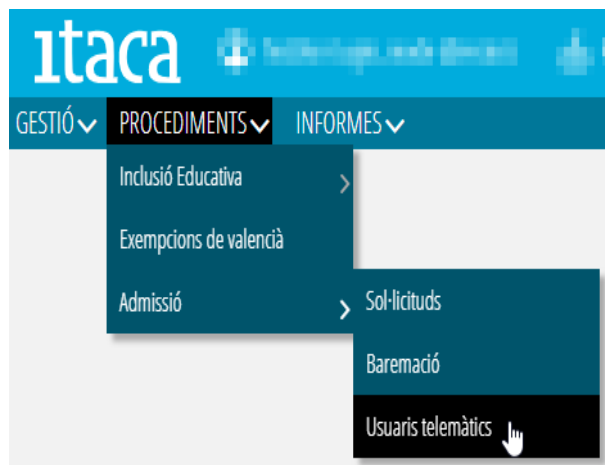 itaca
GESTIÓ PROCEDIMENTS INFORMES
Inclusió Educativa
Exempcions de valencià
Admissió
Sol·licituds
Baremació
Usuaris telemàtics